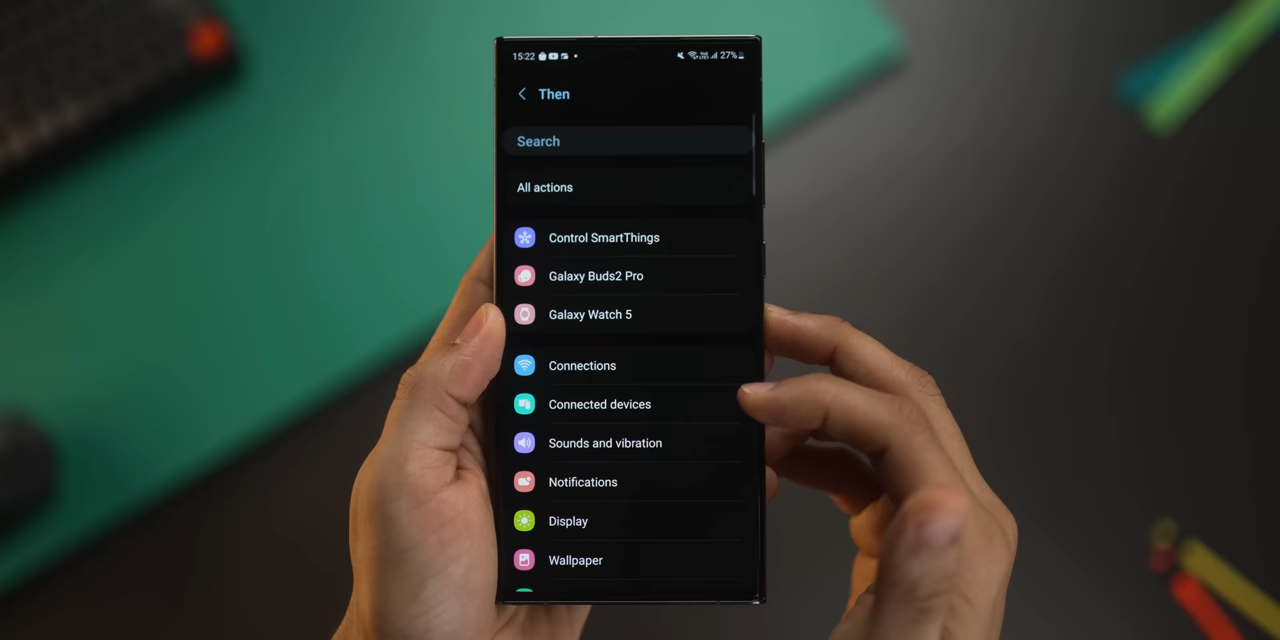 15:22 27%
Then
Search
All actions
Control SmartThings
Galaxy Buds2 Pro
Galaxy Watch 5
Connections
Connected devices
Sounds and vibration
Notifications
Display
Wallpaper